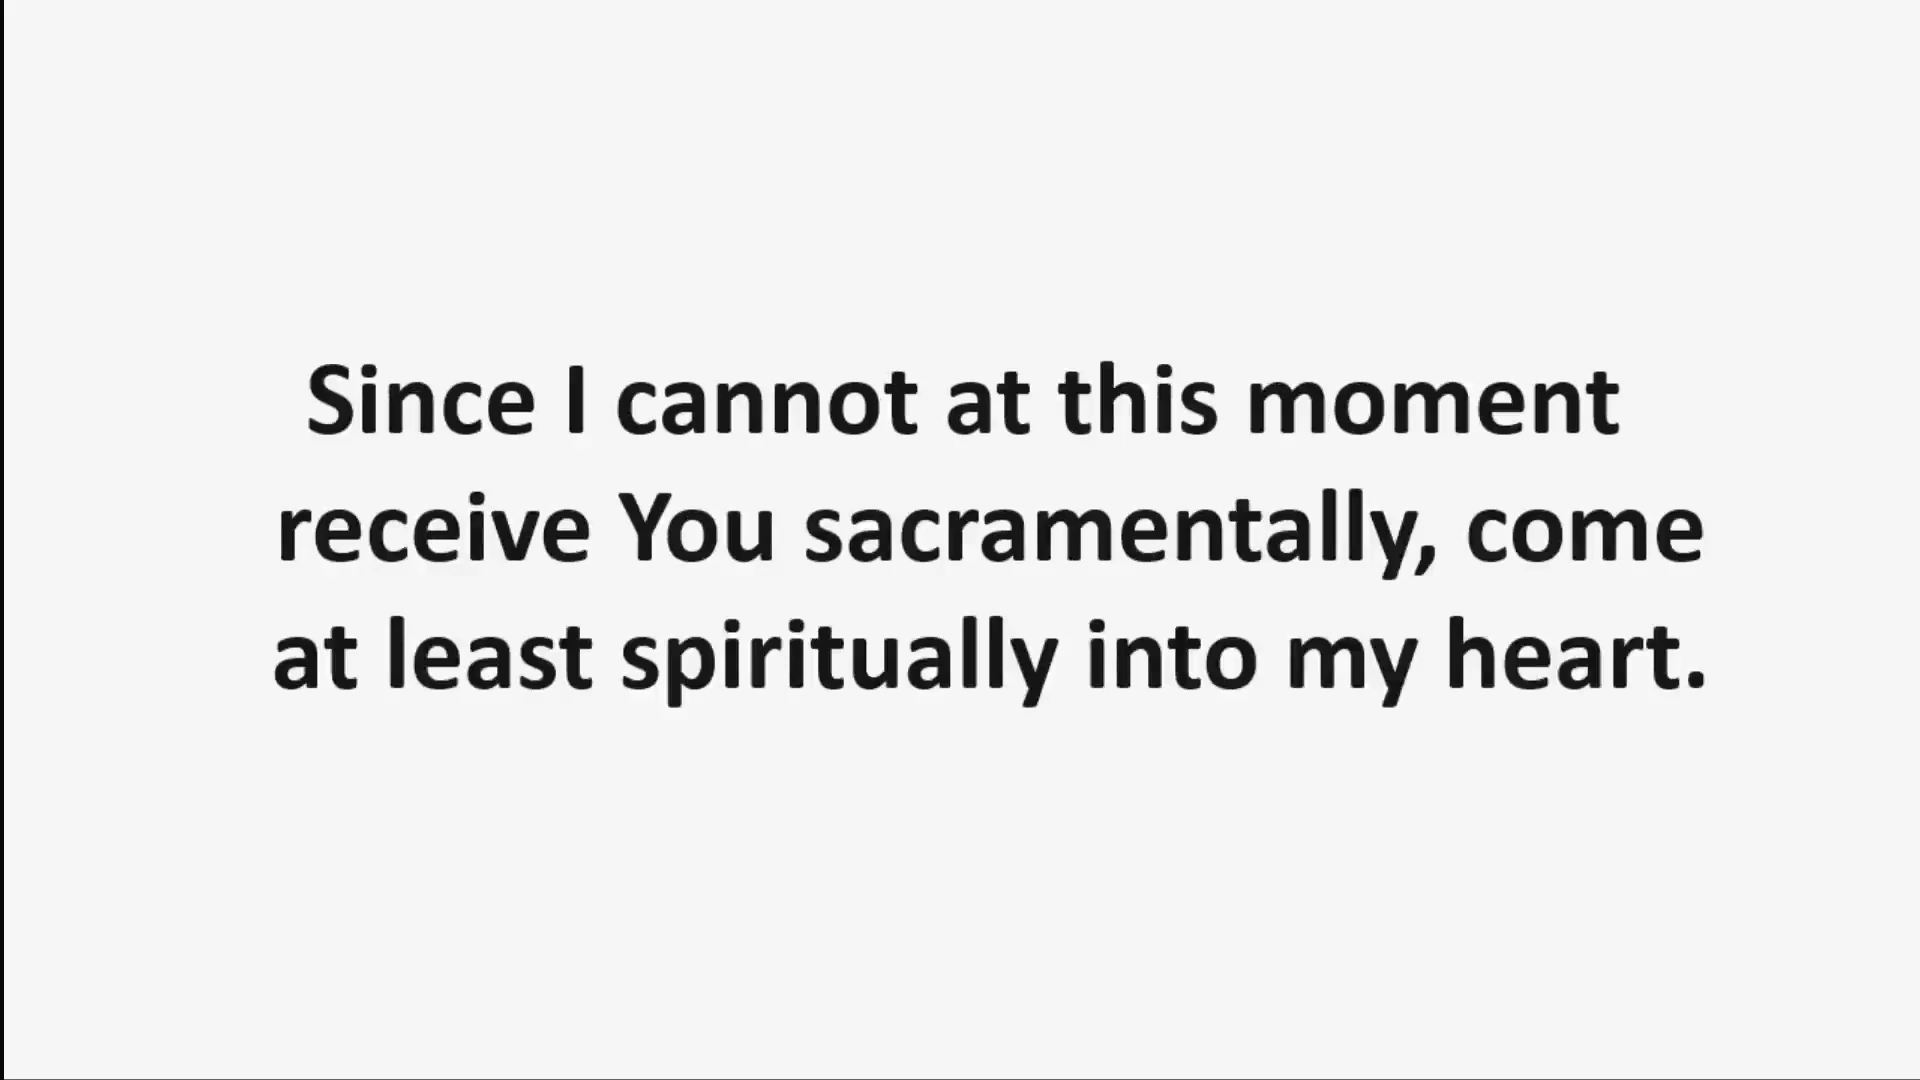 Since I cannot at this moment
receive You sacramentally, come
at least spiritually into my heart.